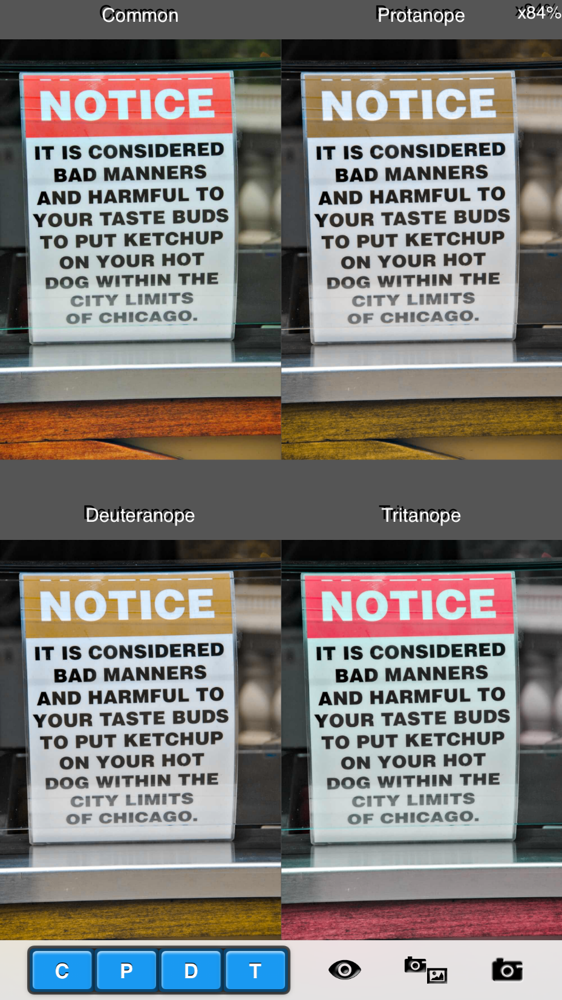 Common
Protanope
x84%
NOTICE
IT IS CONSIDERED
BAD MANNERS
AND HARMFUL TO
YOUR TASTE BUDS
TO PUT KETCHUP
ON YOUR HOT
DOG WITHIN THE
CITY LIMITS
OF CHICAGO.
NOTICE
IT IS CONSIDERED
BAD MANNERS
AND HARMFUL TO
YOUR TASTE BUDS
TO PUT KETCHUP
ON YOUR HOT
DOG WITHIN THE
CITY LIMITS
OF CHICAGO.
Deuteranope
Tritanope
NOTICE
IT IS CONSIDERED
BAD MANNERS
AND HARMFUL TO
YOUR TASTE BUDS
TO PUT KETCHUP
ON YOUR HOT
DOG WITHIN THE
CITY LIMITS
OF CHICAGO.
NOTICE
IT IS CONSIDERED
BAD MANNERS
AND HARMFUL TO
YOUR TASTE BUDS
TO PUT KETCHUP
ON YOUR HOT
DOG WITHIN THE
CITY LIMITS
OF CHICAGO.
C P D T